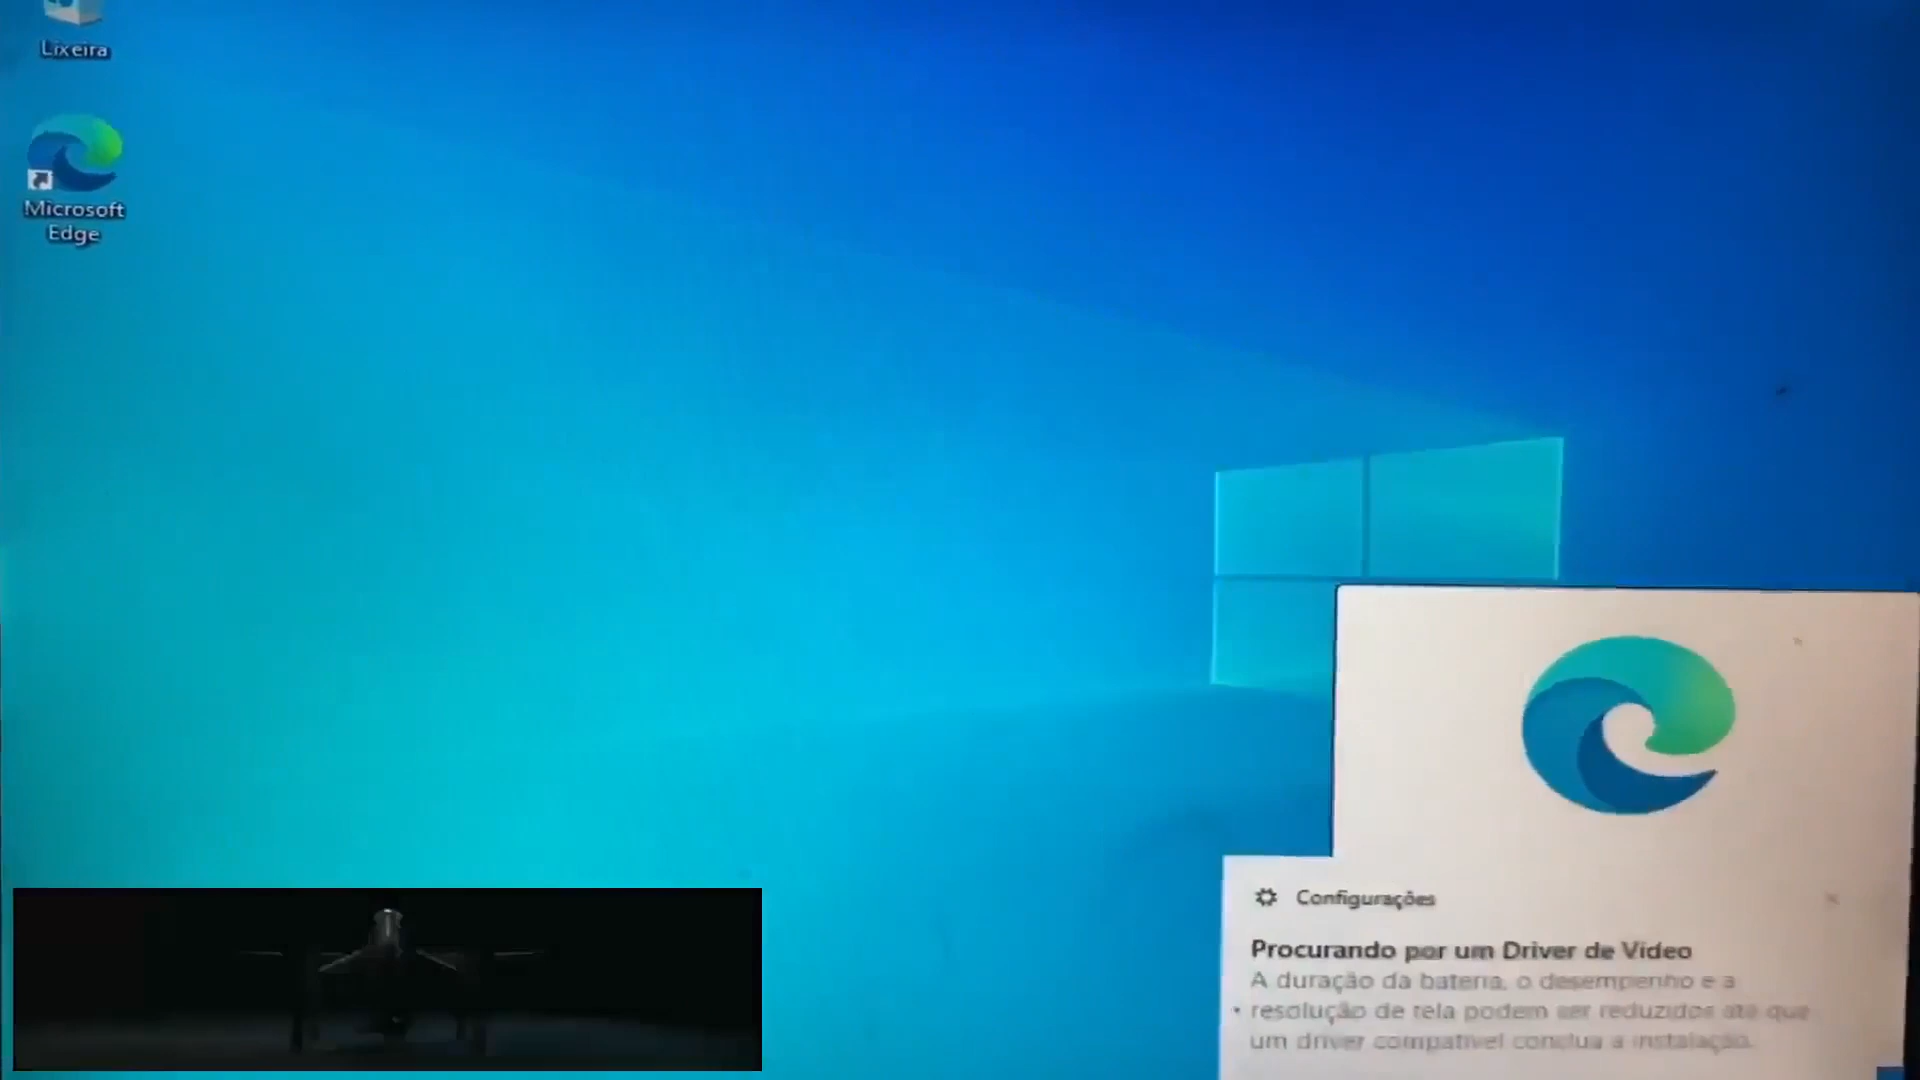 Lixeira
Microsoft
Edge
Configurações
Procurando por um Driver de Vídeo
A duração da bateria, o desempenho e a
resolução de tela podem ser reduzidos até que
um driver compatível conclua a instalação.